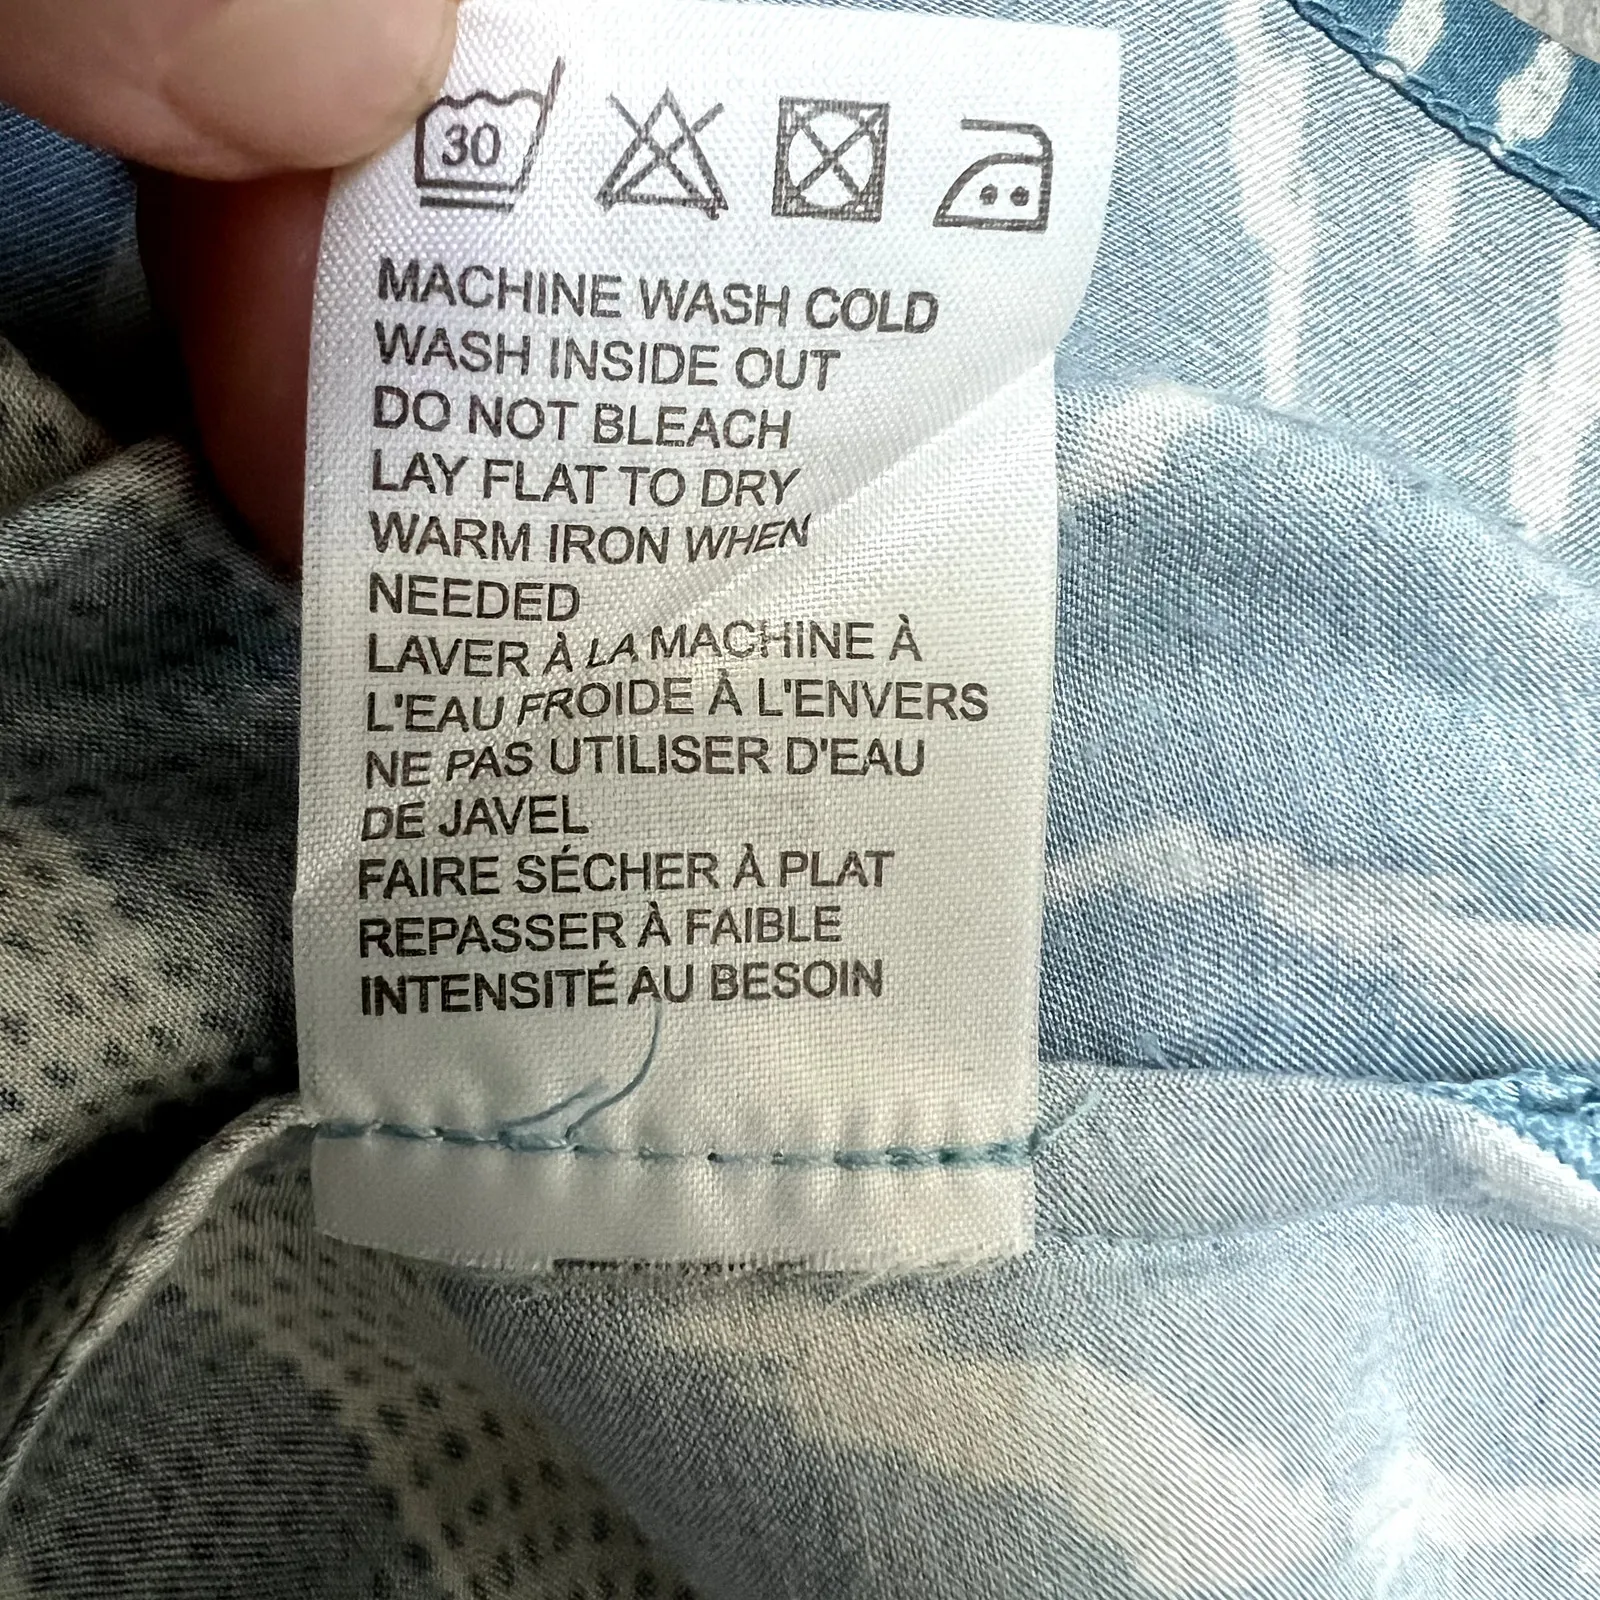 30
MACHINE WASH COLD
WASH INSIDE OUT
DO NOT BLEACH
LAY FLAT TO DRY
WARM IRON WHEN
NEEDED
LAVER À LA MACHINE À
L'EAU FROIDE À L'ENVERS
NE PAS UTILISER D'EAU
DE JAVEL
FAIRE SÉCHER À PLAT
REPASSER À FAIBLE
INTENSITÉ AU BESOIN